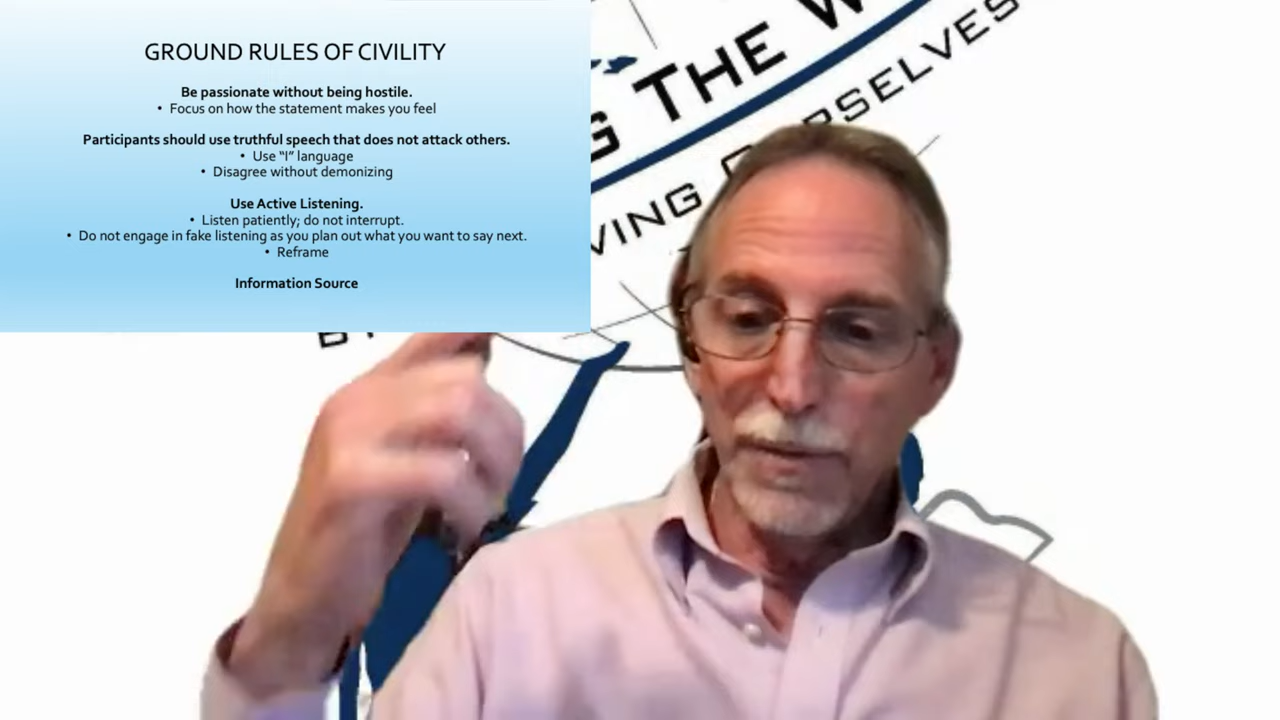 GROUND RULES OF CIVILITY
Be passionate without being hostile.
• Focus on how the statement makes you feel
Participants should use truthful speech that does not attack others.
• Use “I” language
• Disagree without demonizing
Use Active Listening.
• Listen patiently; do not interrupt.
• Do not engage in fake listening as you plan out what you want to say next.
• Reframe
Information Source
THE